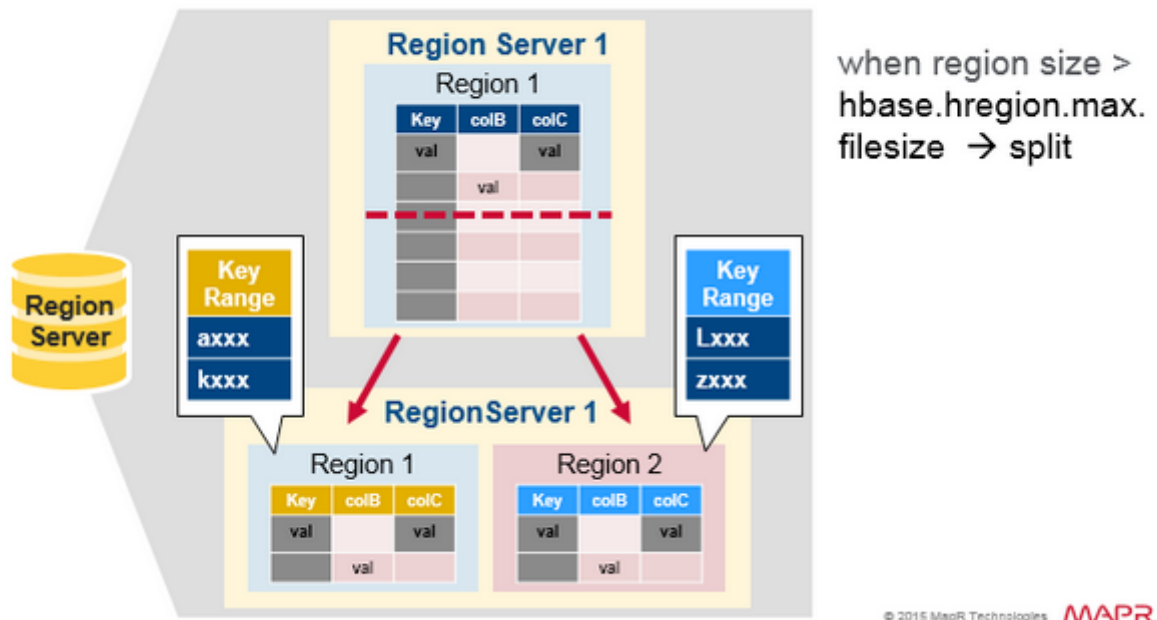 Region Server 1
Region 1
Key colB colC
val val
val
when region size >
hbase.hregion.max.
filesize → split
Region
Server
Key
Range
axxx
kxxx
Key
Range
Lxxx
zxxx
RegionServer 1
Region 1
Key colB colC
val val
val
Region 2
Key colB colC
val val
val
© 2015 MapR Technologies MAPR